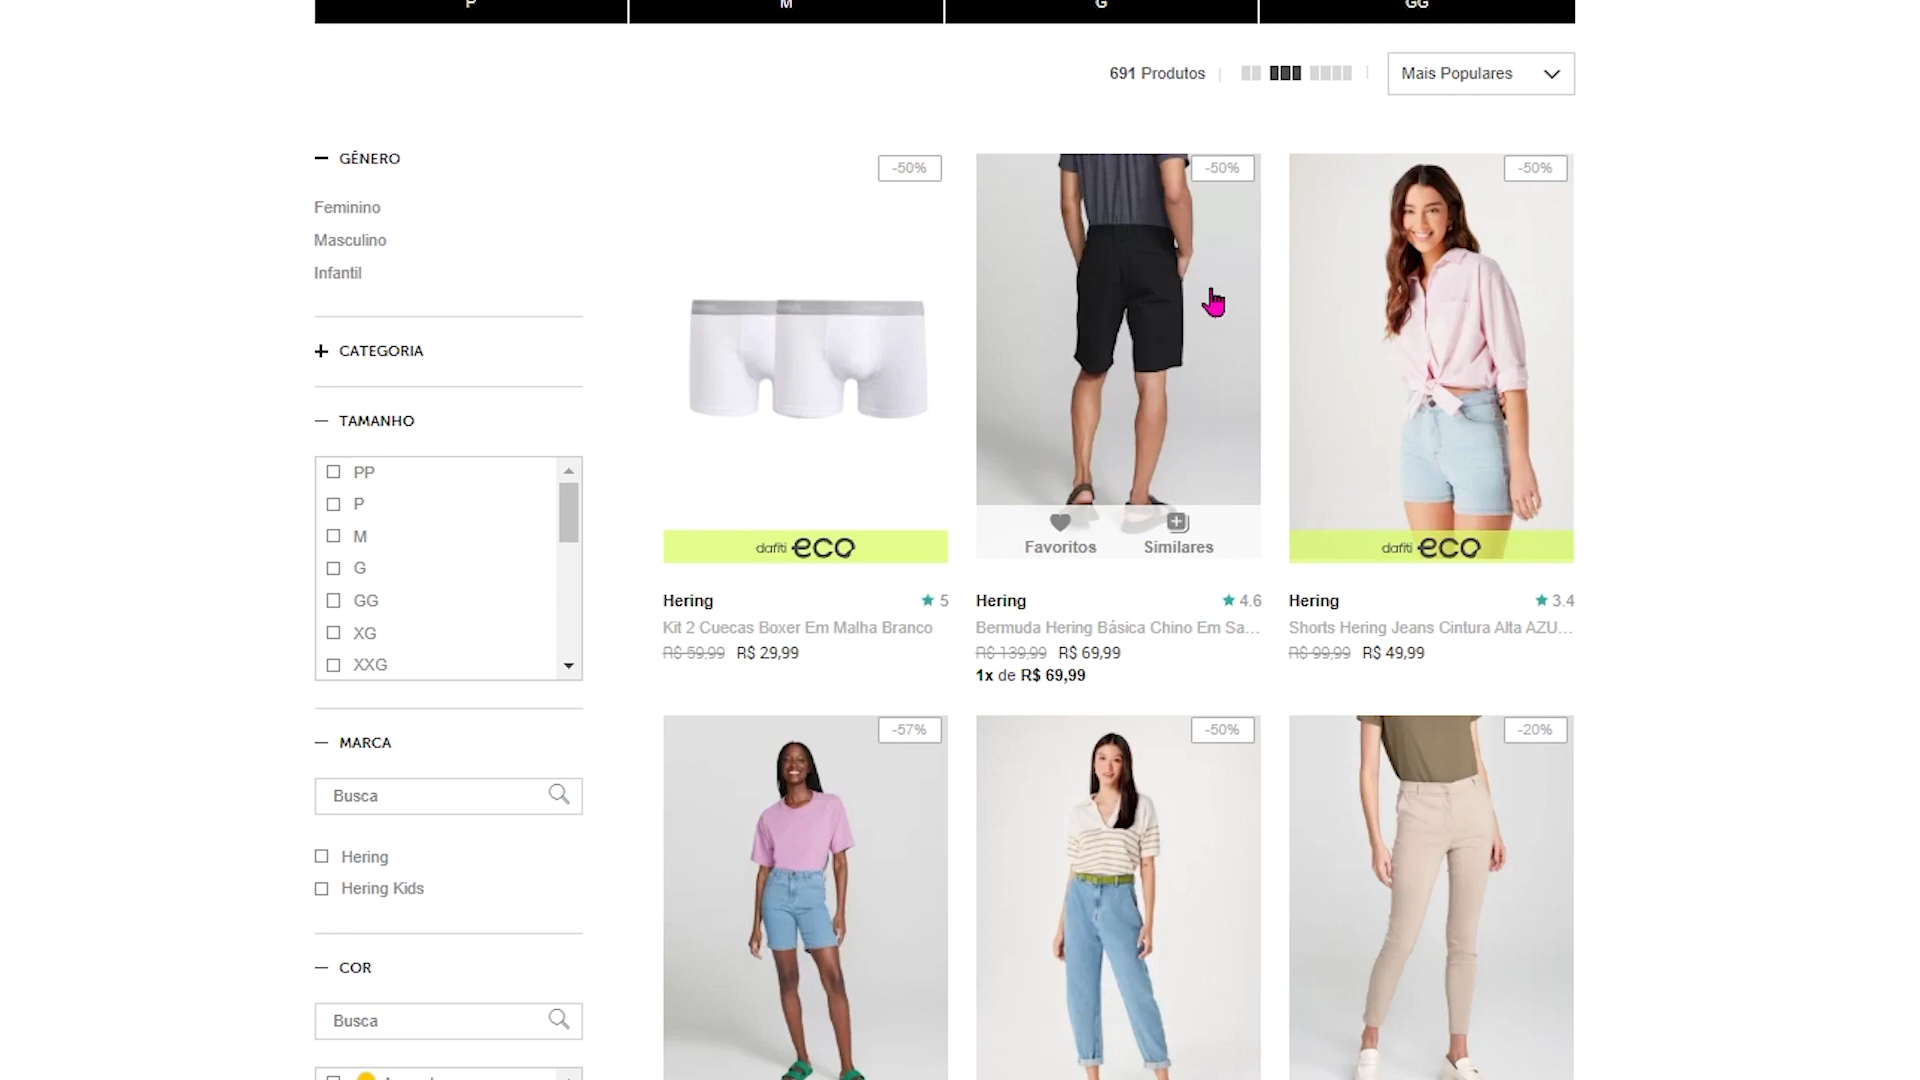 P M G GG
691 Produtos
Mais Populares
GÊNERO
Feminino
Masculino
Infantil
CATEGORIA
TAMANHO
PP
P
M
G
GG
XG
XXG
MARCA
Busca
Hering
Hering Kids
COR
Busca
-50%
dafiti eco
Hering 5
Kit 2 Cuecas Boxer Em Malha Branco
R$ 59,99 R$ 29,99
-50%
Favoritos Similares
Hering 4.6
Bermuda Hering Básica Chino Em Sa...
R$ 139,99 R$ 69,99
1x de R$ 69,99
-50%
dafiti eco
Hering 3.4
Shorts Hering Jeans Cintura Alta AZU...
R$ 99,99 R$ 49,99
-57%
-50%
-20%